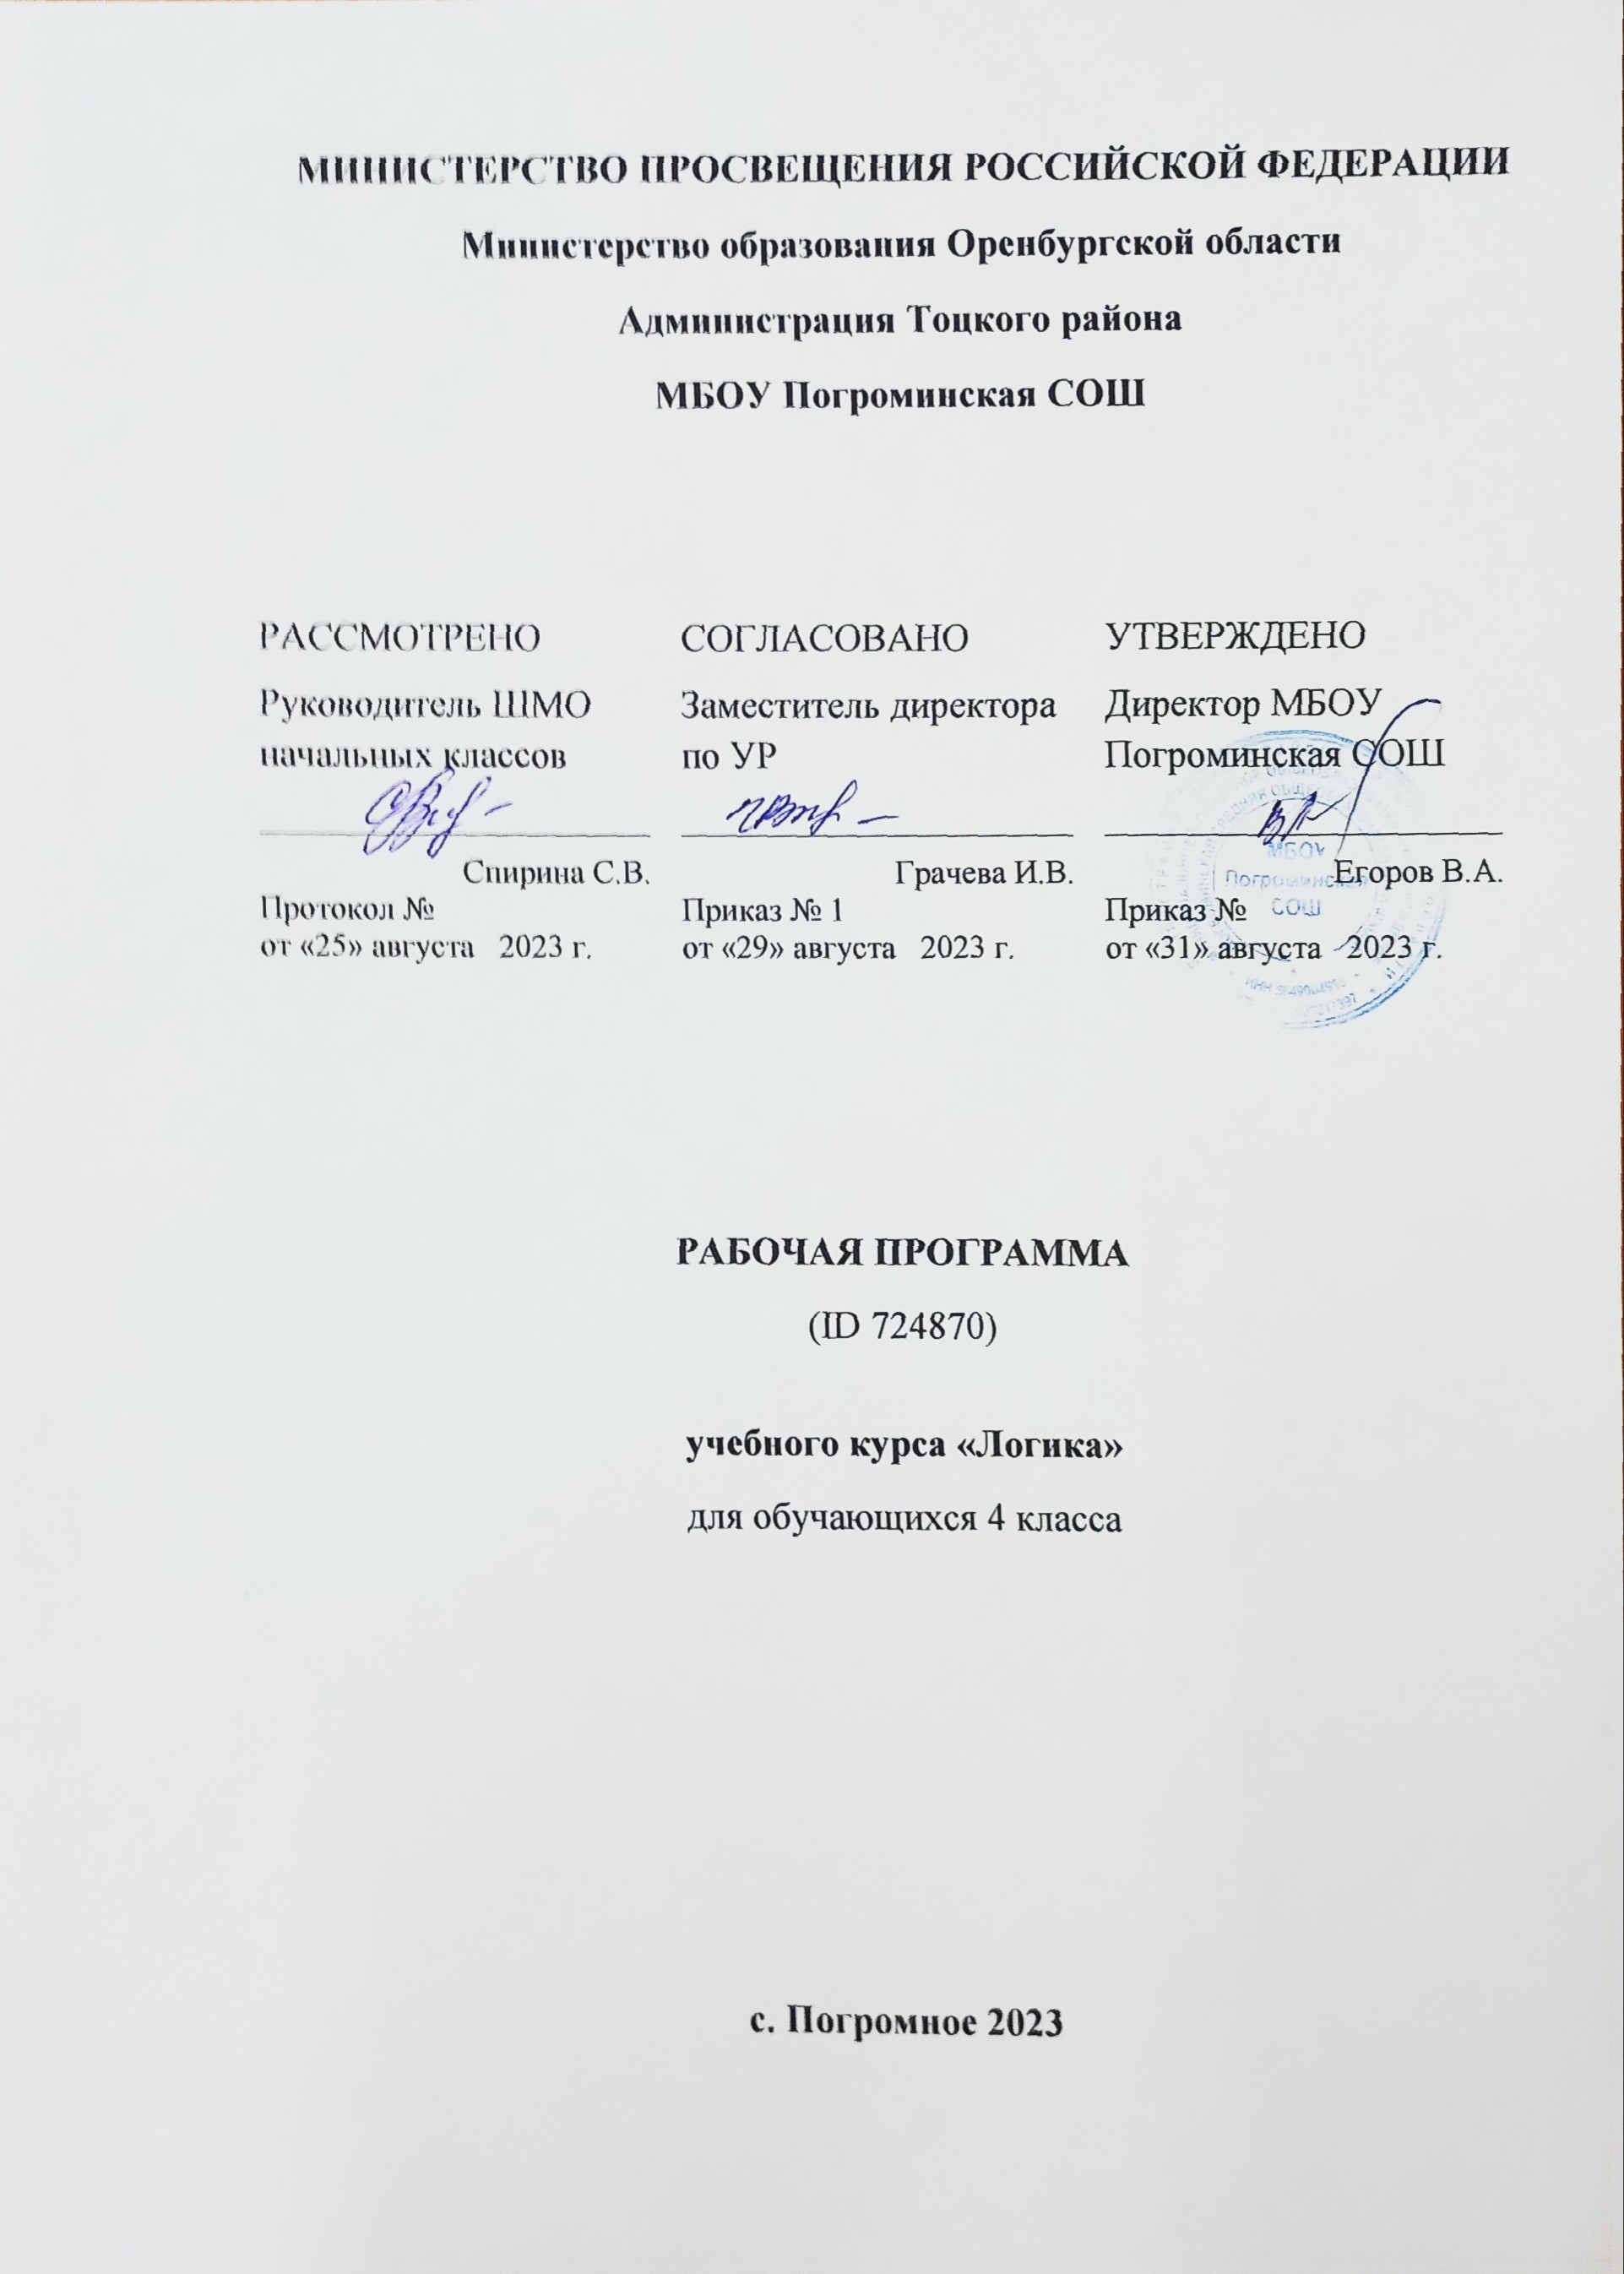 МИНИСТЕРСТВО ПРОСВЕЩЕНИЯ РОССИЙСКОЙ ФЕДЕРАЦИИ
Министерство образования Оренбургской области
Администрация Тоцкого района
МБОУ Погроминская СОШ
РАССМОТРЕНО
Руководитель ШМО
начальных классов
Спирина С.В.
Протокол №
от «25» августа 2023 г.
СОГЛАСОВАНО
Заместитель директора
по УР
Грачева И.В.
Приказ № 1
от «29» августа 2023 г.
УТВЕРЖДЕНО
Директор МБОУ
Погроминская СОШ
Егоров В.А.
Приказ №
от «31» августа 2023 г.
МБОУ
Погроминская
СОШ
РАБОЧАЯ ПРОГРАММА
(ID 724870)
учебного курса «Логика»
для обучающихся 4 класса
с. Погромное 2023